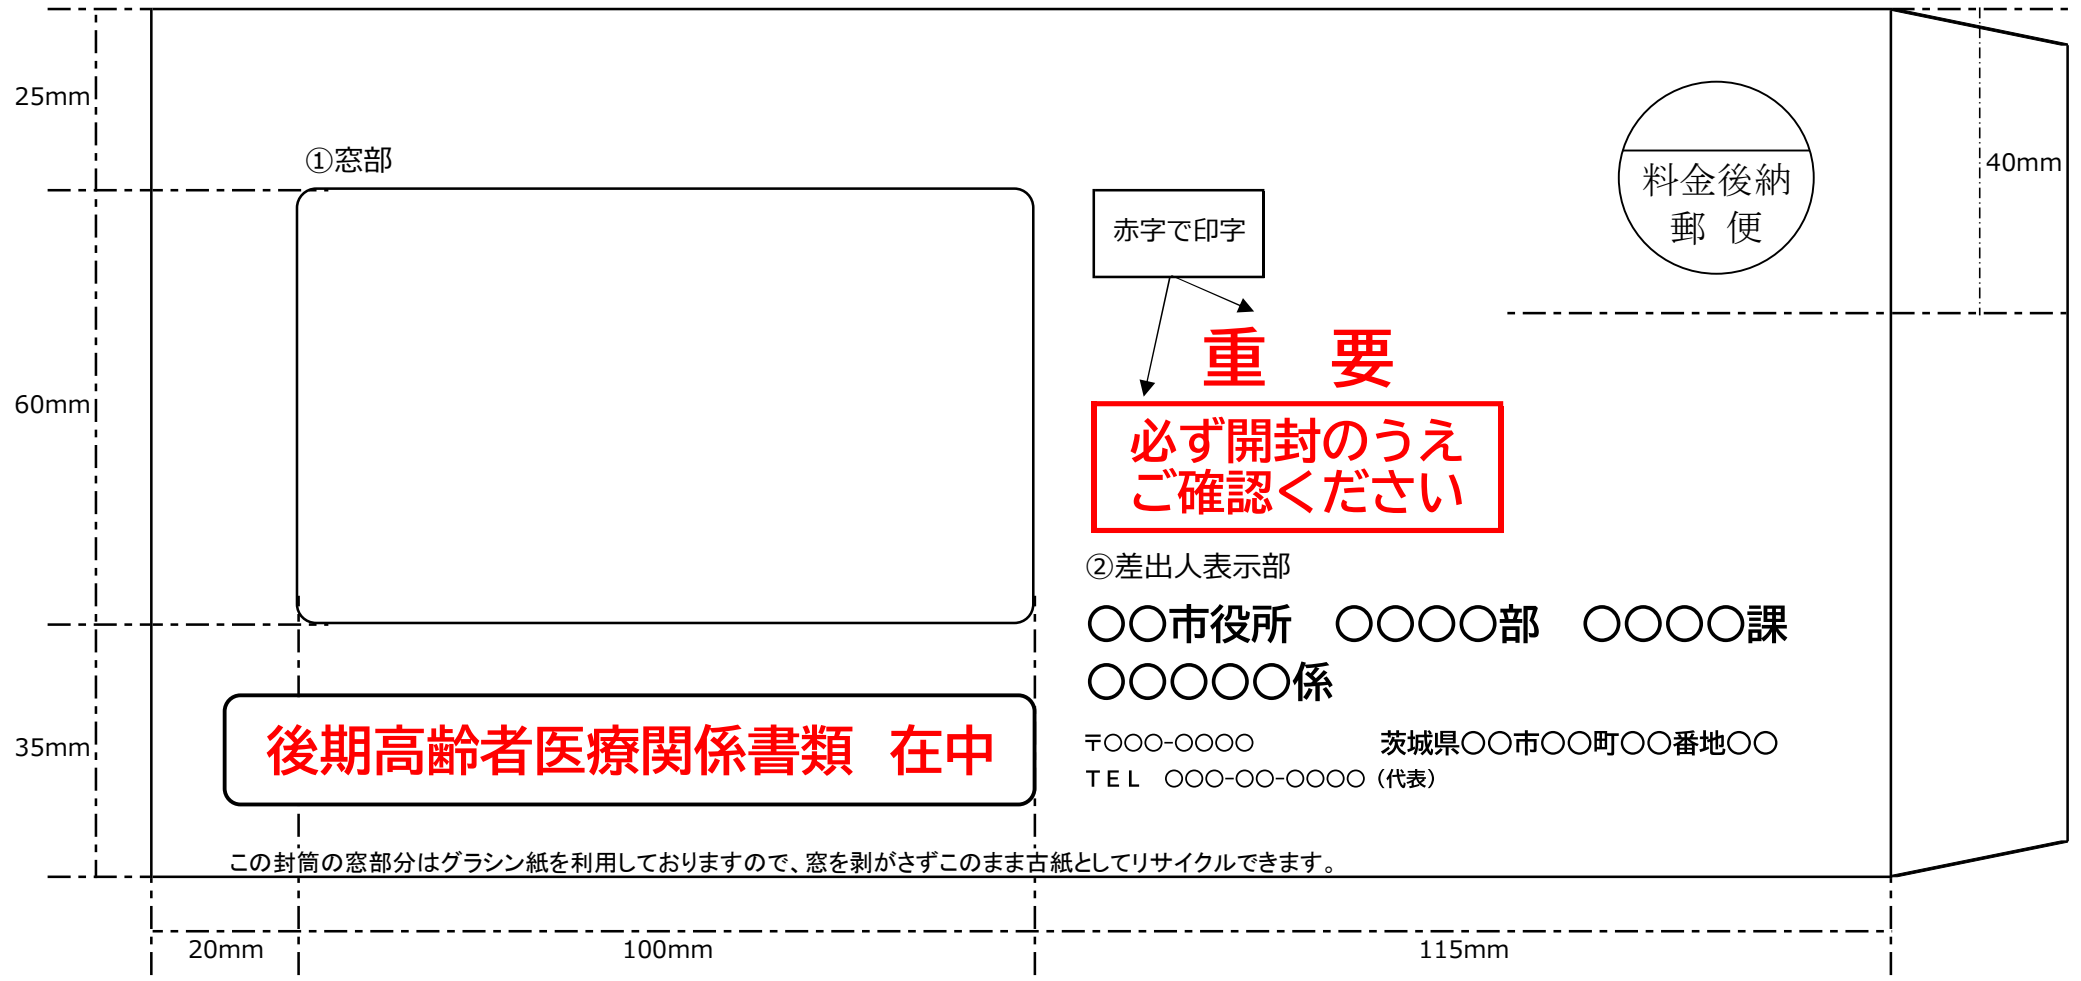 25mm
①窓部
料金後納
郵 便
40mm
赤字で印字
重 要
60mm
必ず開封のうえ
ご確認ください
②差出人表示部
○○市役所 ○○○○部 ○○○○課
○○○○○係
後期高齢者医療関係書類 在中
35mm
〒○○○-○○○○ 茨城県○○市○○町○○番地○○
TEL ○○○-○○-○○○○(代表)
この封筒の窓部分はグラシン紙を利用しておりますので、窓を剥がさずこのまま古紙としてリサイクルできます。
20mm
100mm
115mm